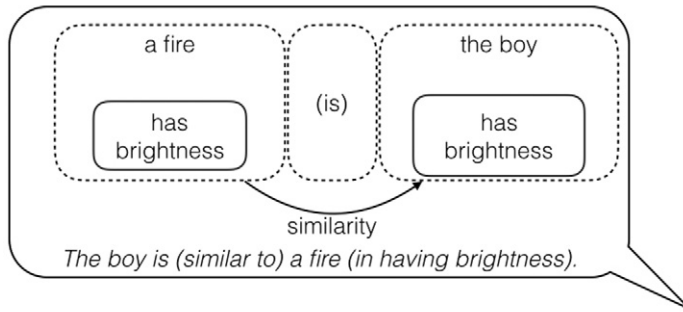 a fire
(is)
the boy
has
brightness
has
brightness
similarity
The boy is (similar to) a fire (in having brightness).